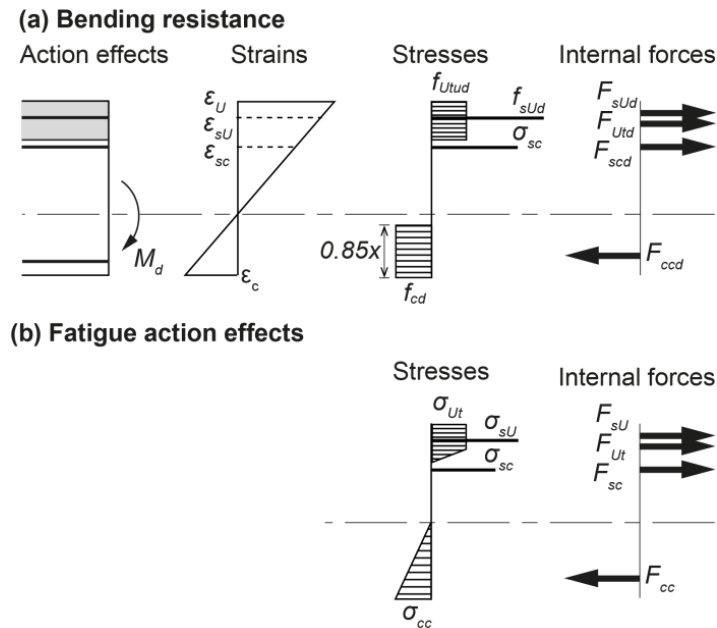 (a) Bending resistance
Action effects Strains Stresses Internal forces
ε_U f_Utud f_sUd F_sUd
ε_sU σ_sc F_Utd
ε_sc F_scd
M_d 0.85x F_ccd
ε_c f_cd
(b) Fatigue action effects
Stresses Internal forces
σ_Ut σ_sU F_sU
σ_sc F_Ut
F_sc
σ_cc F_cc